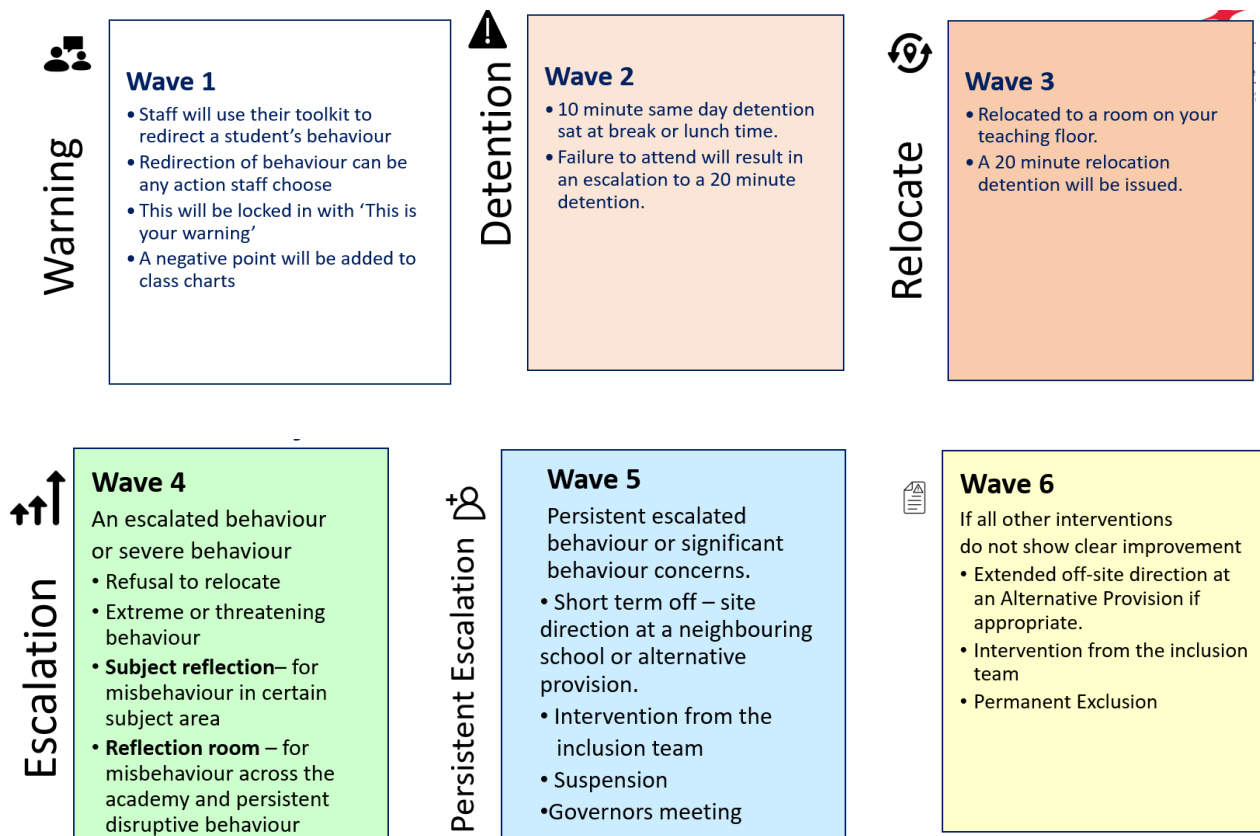 Warning
Wave 1
• Staff will use their toolkit to
redirect a student's behaviour
• Redirection of behaviour can be
any action staff choose
• This will be locked in with 'This is
your warning'
• A negative point will be added to
class charts
Detention
Wave 2
• 10 minute same day detention
sat at break or lunch time.
• Failure to attend will result in
an escalation to a 20 minute
detention.
Relocate
Wave 3
• Relocated to a room on your
teaching floor.
• A 20 minute relocation
detention will be issued.
Escalation
Wave 4
An escalated behaviour
or severe behaviour
• Refusal to relocate
• Extreme or threatening
behaviour
• Subject reflection– for
misbehaviour in certain
subject area
• Reflection room – for
misbehaviour across the
academy and persistent
disruptive behaviour
Persistent Escalation
Wave 5
Persistent escalated
behaviour or significant
behaviour concerns.
• Short term off – site
direction at a neighbouring
school or alternative
provision.
• Intervention from the
inclusion team
• Suspension
•Governors meeting
Wave 6
If all other interventions
do not show clear improvement
• Extended off-site direction at
an Alternative Provision if
appropriate.
• Intervention from the inclusion
team
• Permanent Exclusion